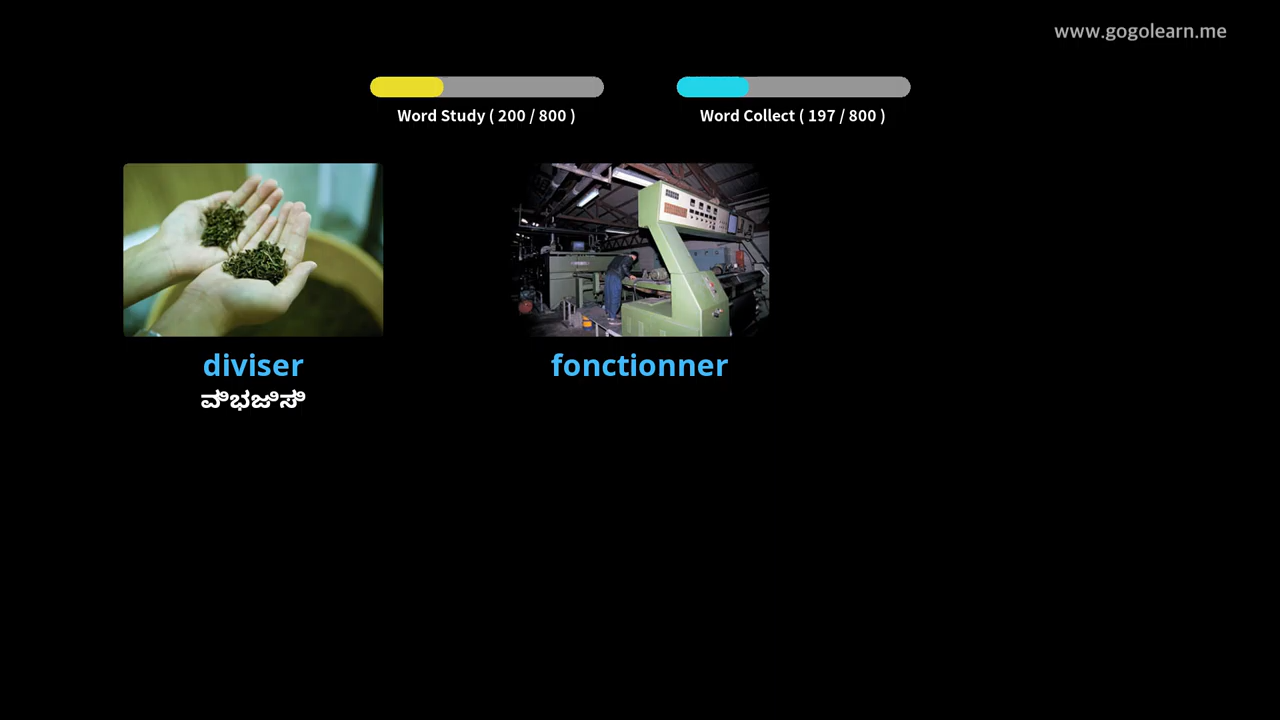 www.gogolearn.me
Word Study ( 200 / 800 )
Word Collect ( 197 / 800 )
diviser
ವಿಭಜಿಸಿ
fonctionner